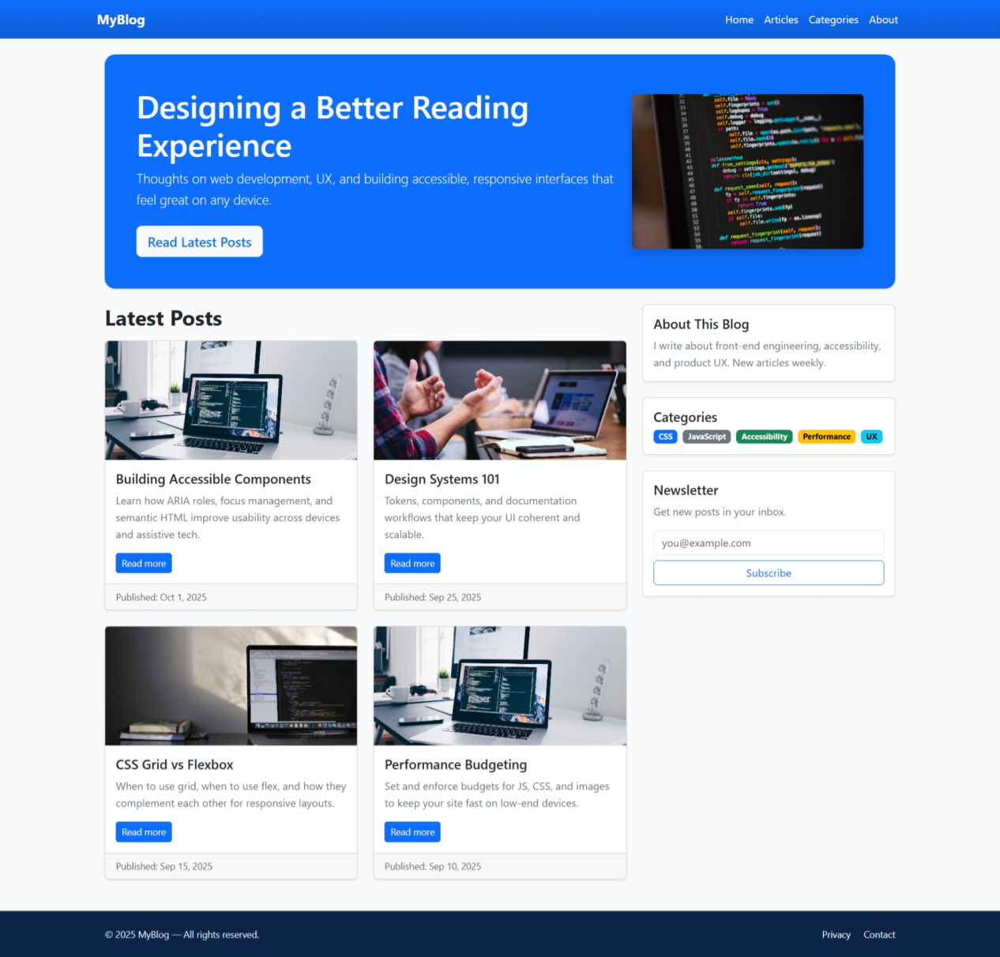 MyBlog
Home Articles Categories About
Designing a Better Reading
Experience
Thoughts on web development, UX, and building accessible, responsive interfaces that
feel great on any device.
Read Latest Posts
Latest Posts
Building Accessible Components
Learn how ARIA roles, focus management, and
semantic HTML improve usability across devices
and assistive tech.
Read more
Published: Oct 1, 2025
Design Systems 101
Tokens, components, and documentation
workflows that keep your UI coherent and
scalable.
Read more
Published: Sep 25, 2025
CSS Grid vs Flexbox
When to use grid, when to use flex, and how they
complement each other for responsive layouts.
Read more
Published: Sep 15, 2025
Performance Budgeting
Set and enforce budgets for JS, CSS, and images
to keep your site fast on low-end devices.
Read more
Published: Sep 10, 2025
About This Blog
I write about front-end engineering, accessibility,
and product UX. New articles weekly.
Categories
CSS JavaScript Accessibility Performance UX
Newsletter
Get new posts in your inbox.
you@example.com
Subscribe
© 2025 MyBlog — All rights reserved.
Privacy Contact